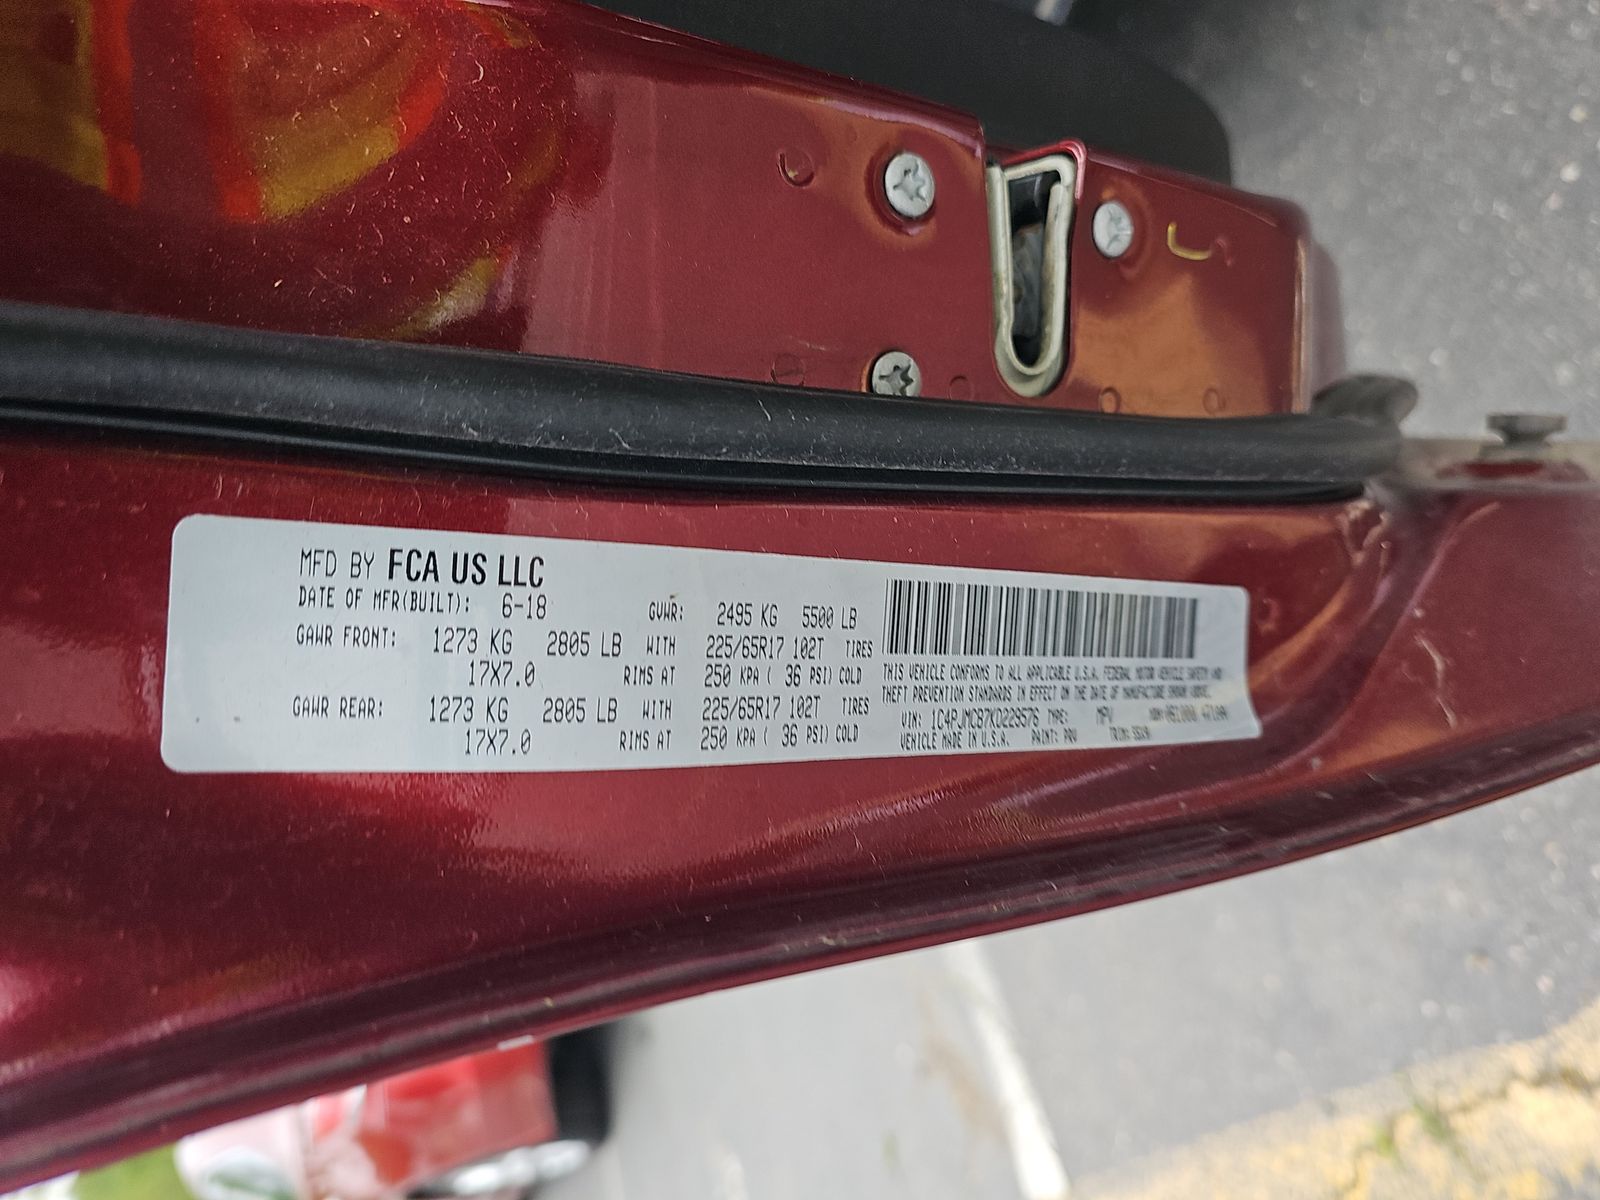 MFD BY FCA US LLC
DATE OF MFR(BUILT): 6-18 GVWR: 2495 KG 5500 LB
GAWR FRONT: 1273 KG 2805 LB WITH 225/65R17 102T TIRES
17X7.0 RIMS AT 250 KPA ( 36 PSI) COLD
GAWR REAR: 1273 KG 2805 LB WITH 225/65R17 102T TIRES
17X7.0 RIMS AT 250 KPA ( 36 PSI) COLD
THIS VEHICLE CONFORMS TO ALL APPLICABLE U.S.A. FEDERAL MOTOR VEHICLE SAFETY AND
THEFT PREVENTION STANDARDS IN EFFECT ON THE DATE OF MANUFACTURE SHOWN ABOVE.
VIN: 1C4PJMCB7KD229576 TYPE: MPV
VEHICLE MADE IN U.S.A. PAINT: PRV TRIM: